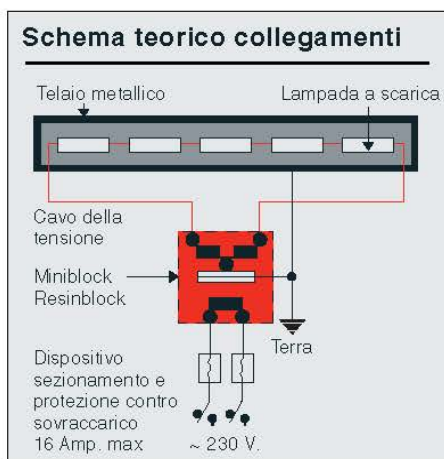 Schema teorico collegamenti
Telaio metallico
Lampada a scarica
Cavo della
tensione
Miniblock
Resinblock
Terra
Dispositivo
sezionamento e
protezione contro
sovraccarico
16 Amp. max
~ 230 V.